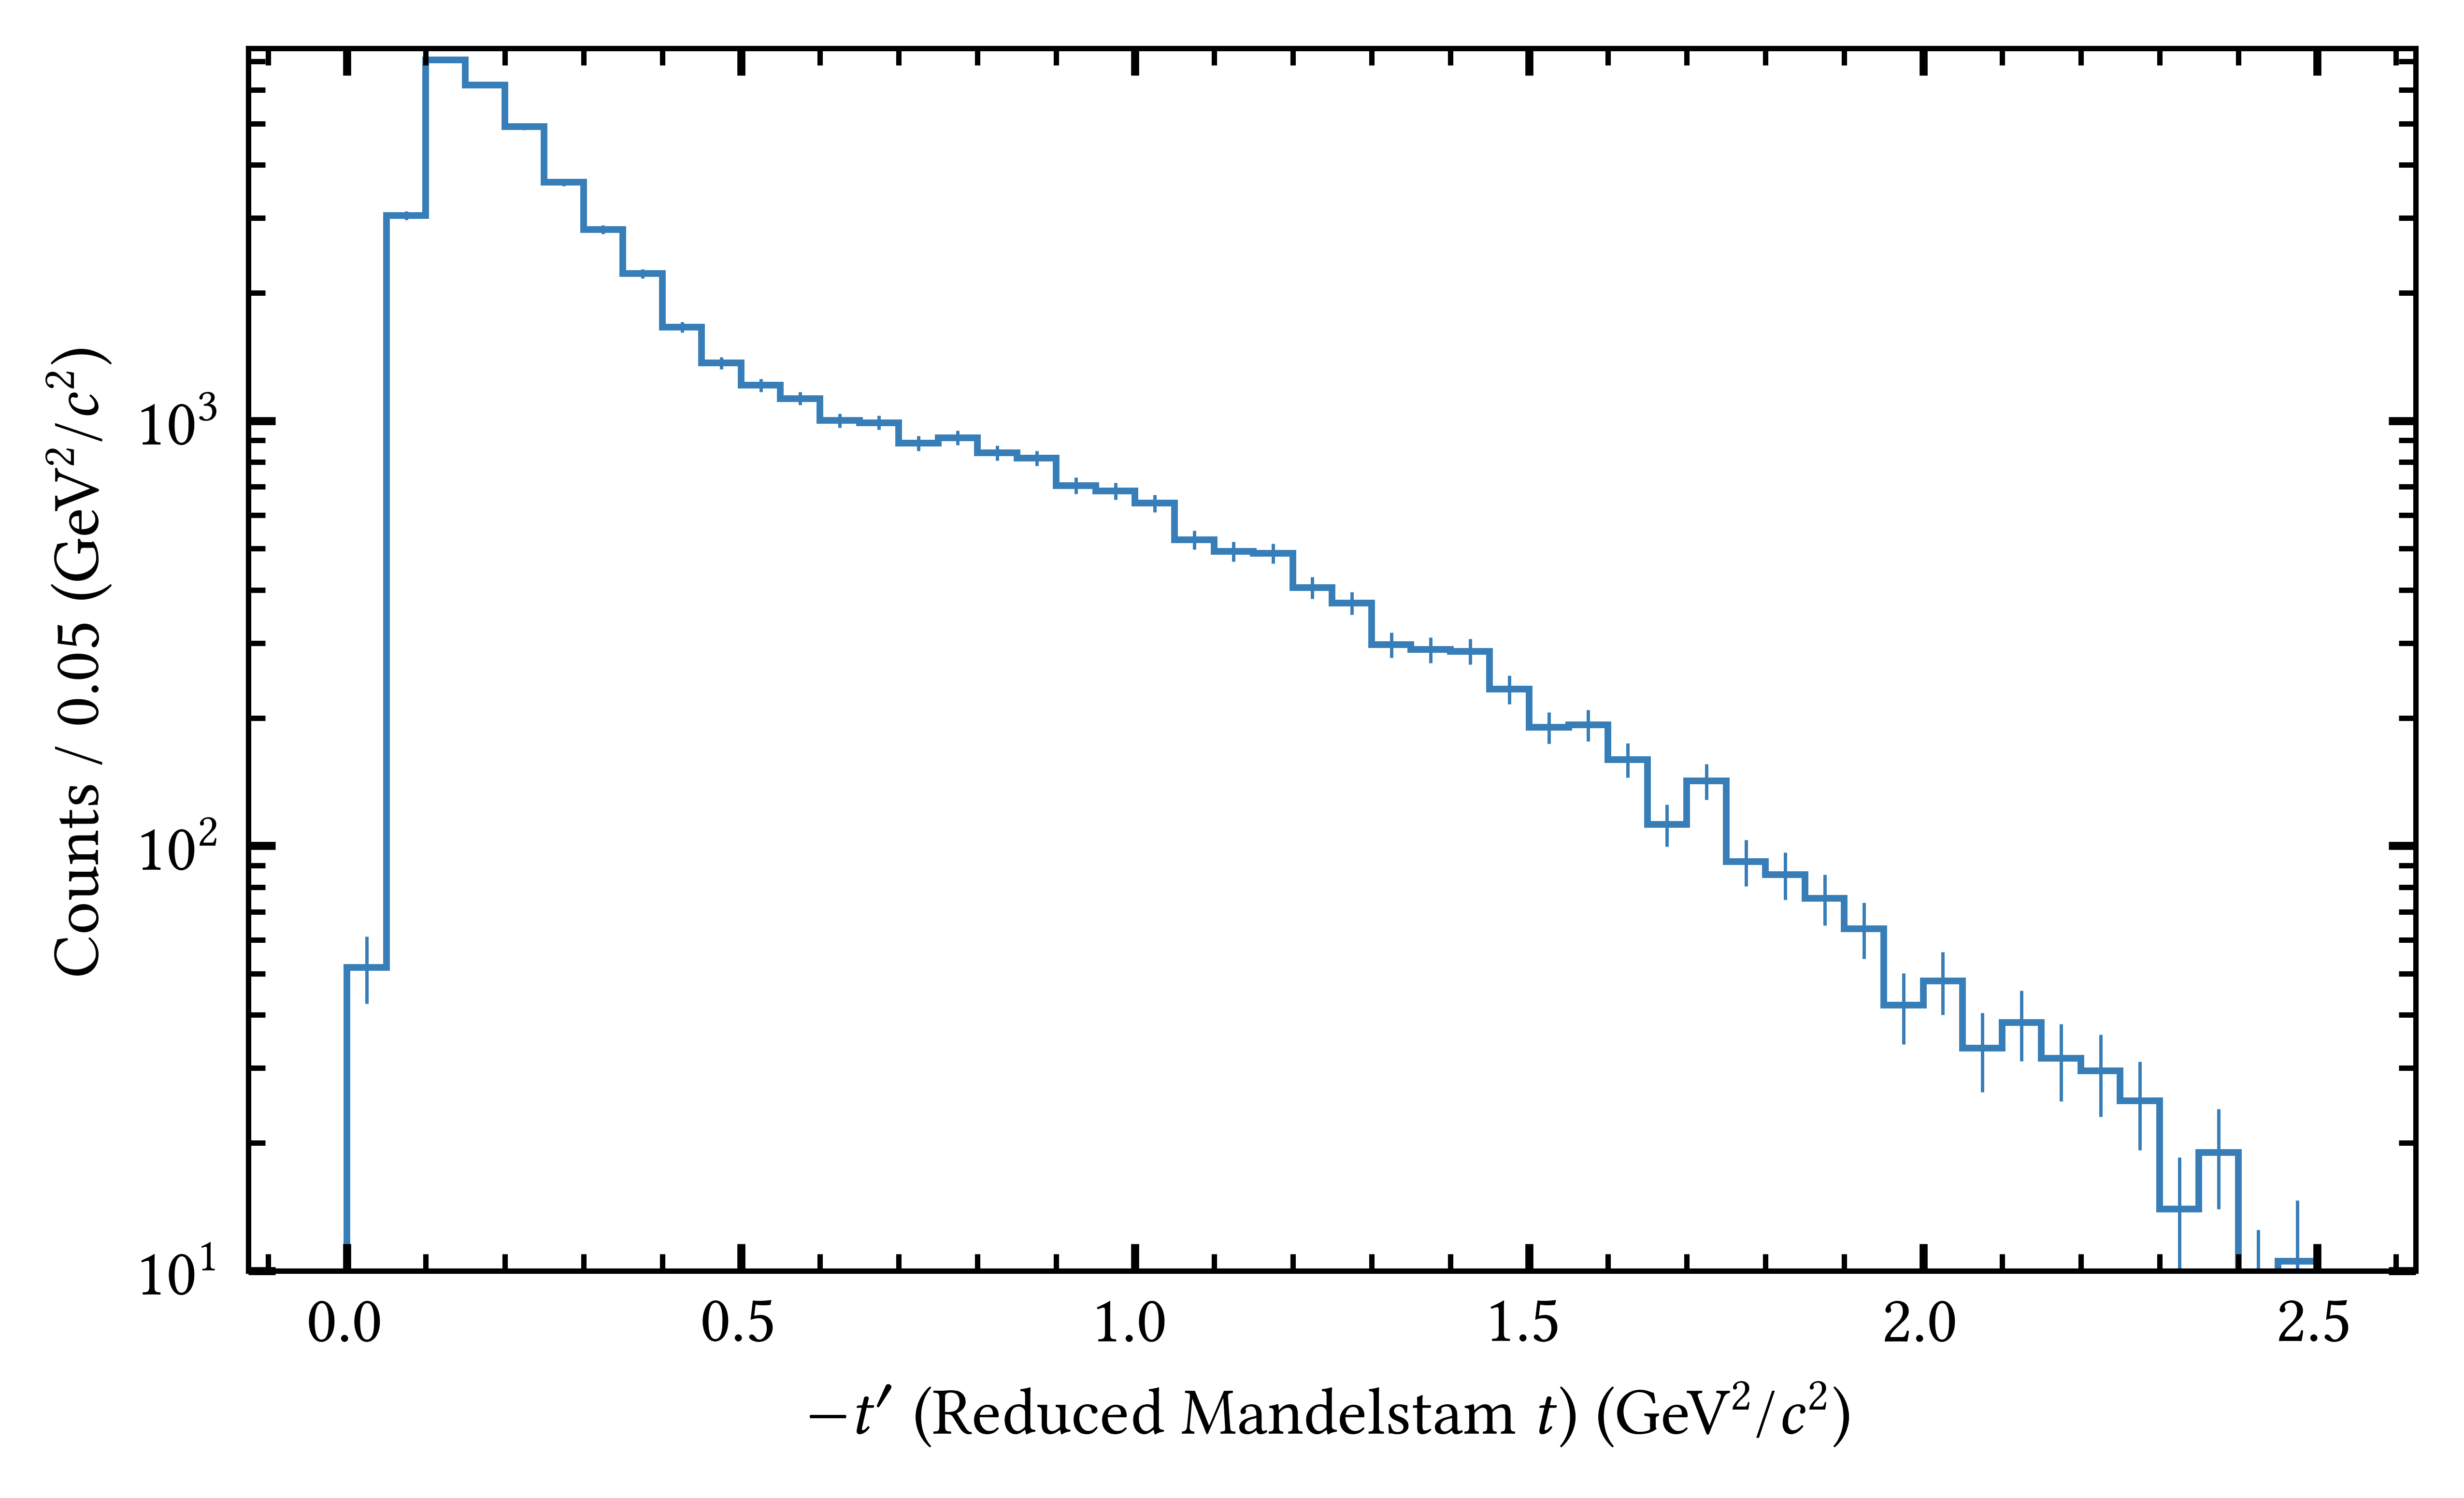 Counts / 0.05 (GeV²/c²)
10³
10²
10¹
0.0 0.5 1.0 1.5 2.0 2.5
−t′ (Reduced Mandelstam t) (GeV²/c²)